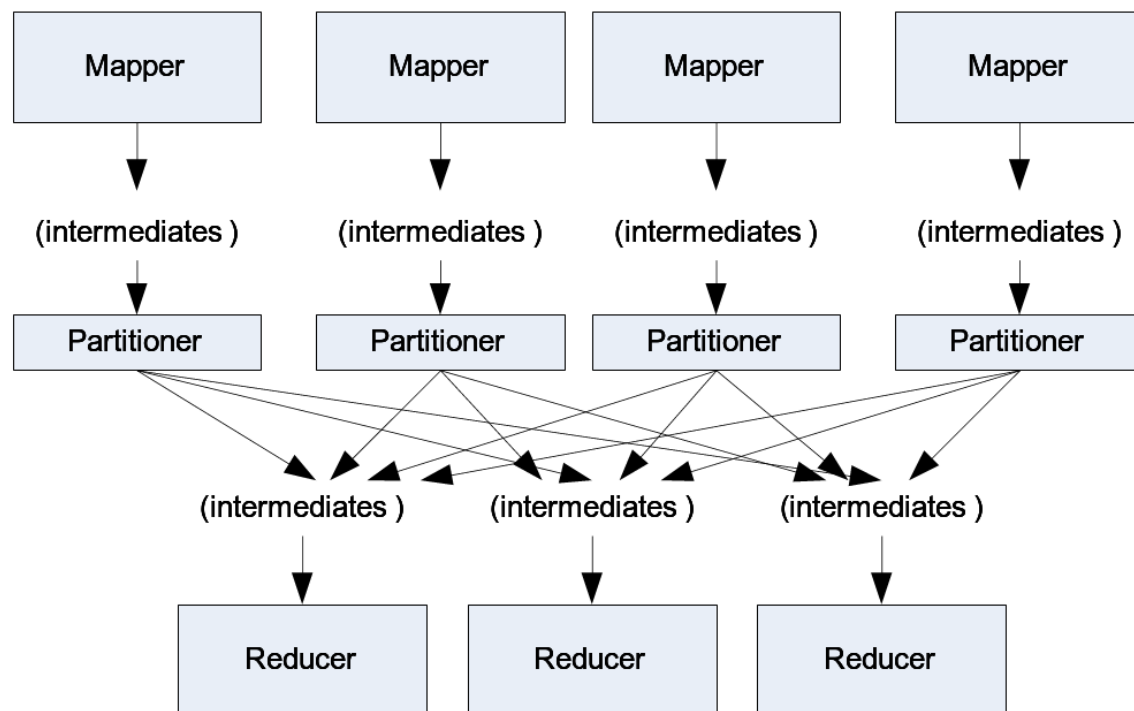 Mapper Mapper Mapper Mapper
(intermediates ) (intermediates ) (intermediates ) (intermediates )
Partitioner Partitioner Partitioner Partitioner
(intermediates ) (intermediates ) (intermediates )
Reducer Reducer Reducer